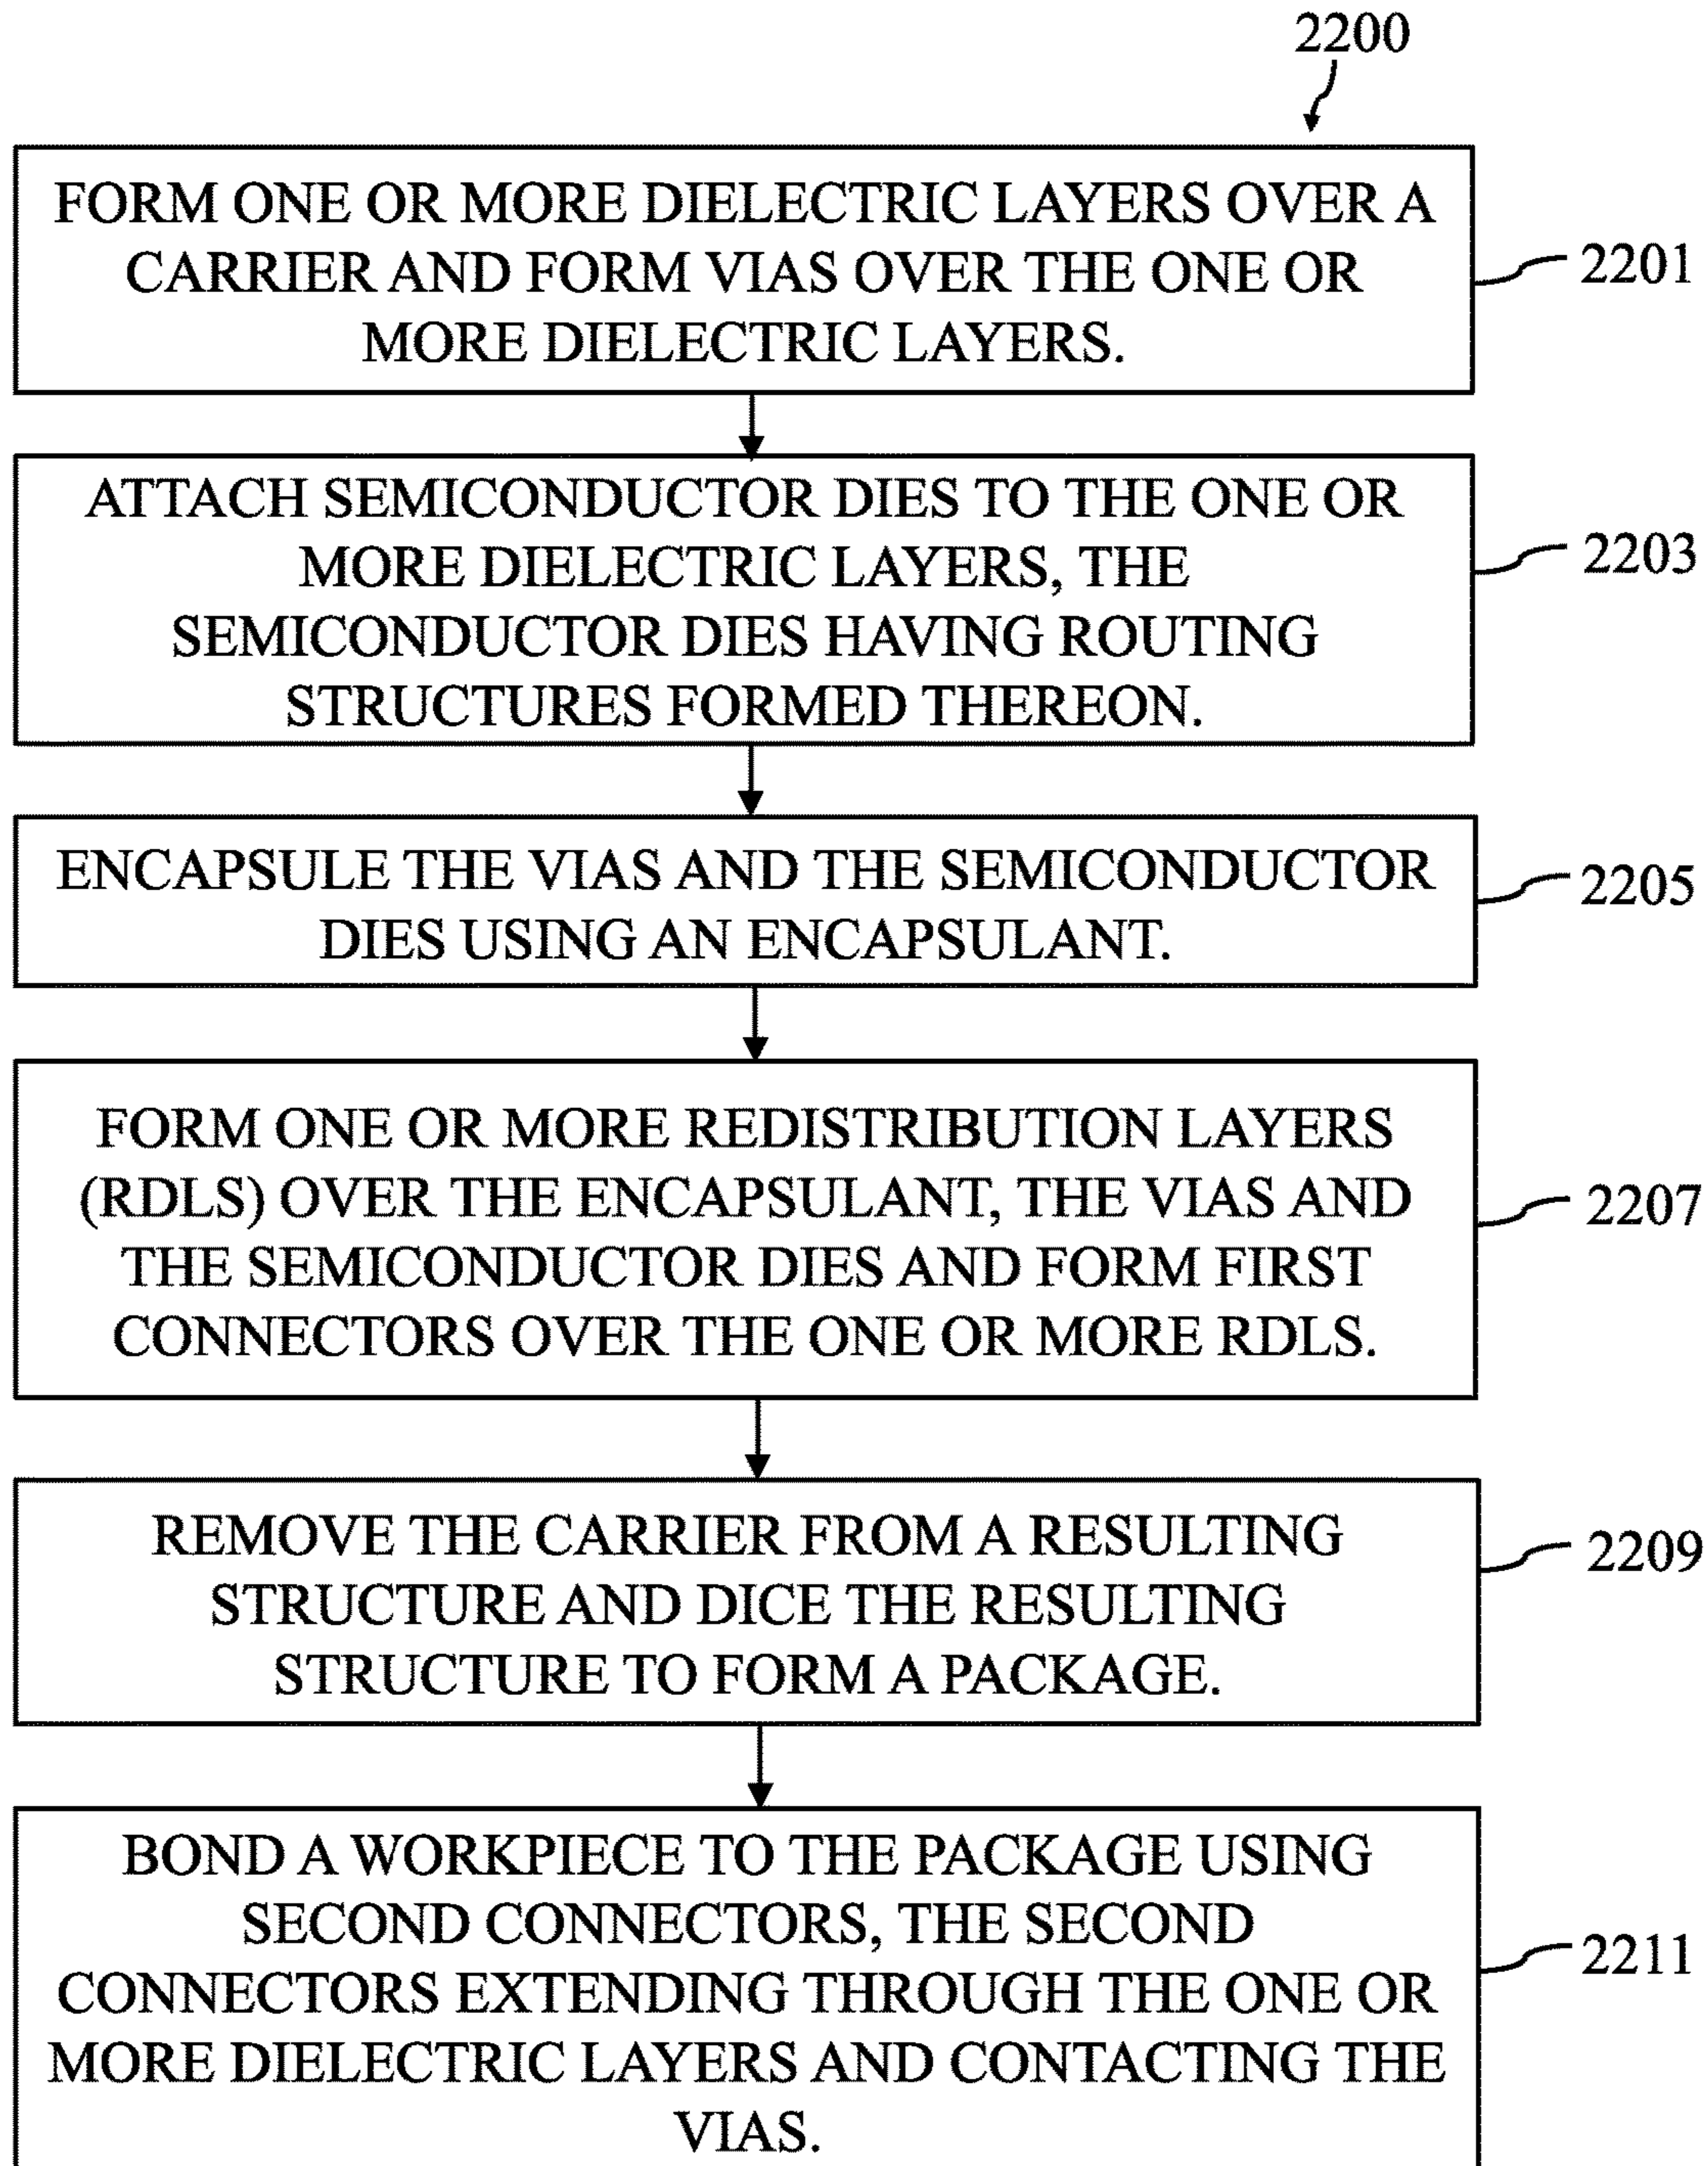 2200
FORM ONE OR MORE DIELECTRIC LAYERS OVER A
CARRIER AND FORM VIAS OVER THE ONE OR
MORE DIELECTRIC LAYERS.
2201
ATTACH SEMICONDUCTOR DIES TO THE ONE OR
MORE DIELECTRIC LAYERS, THE
SEMICONDUCTOR DIES HAVING ROUTING
STRUCTURES FORMED THEREON.
2203
ENCAPSULE THE VIAS AND THE SEMICONDUCTOR
DIES USING AN ENCAPSULANT.
2205
FORM ONE OR MORE REDISTRIBUTION LAYERS
(RDLS) OVER THE ENCAPSULANT, THE VIAS AND
THE SEMICONDUCTOR DIES AND FORM FIRST
CONNECTORS OVER THE ONE OR MORE RDLS.
2207
REMOVE THE CARRIER FROM A RESULTING
STRUCTURE AND DICE THE RESULTING
STRUCTURE TO FORM A PACKAGE.
2209
BOND A WORKPIECE TO THE PACKAGE USING
SECOND CONNECTORS, THE SECOND
CONNECTORS EXTENDING THROUGH THE ONE OR
MORE DIELECTRIC LAYERS AND CONTACTING THE
VIAS.
2211